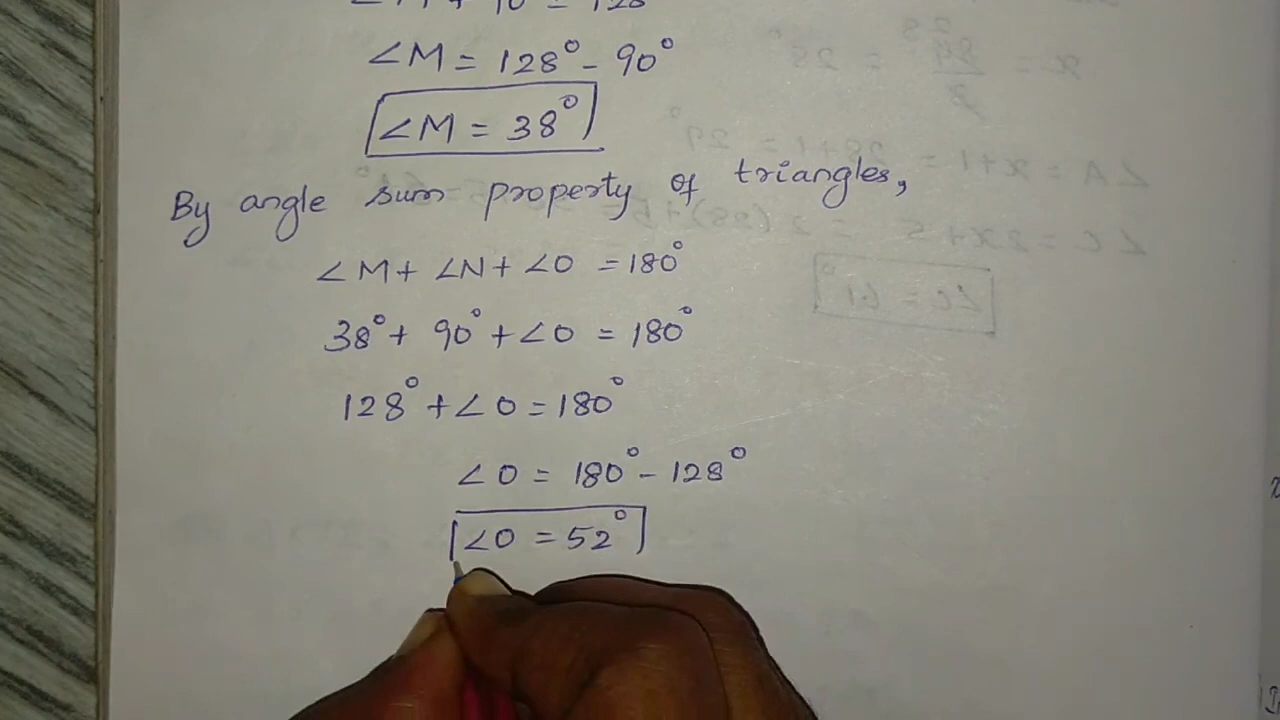 ∠M = 128° - 90°
∠M = 38°
By angle sum property of triangles,
∠M + ∠N + ∠O = 180°
38° + 90° + ∠O = 180°
128° + ∠O = 180°
∠O = 180° - 128°
∠O = 52°